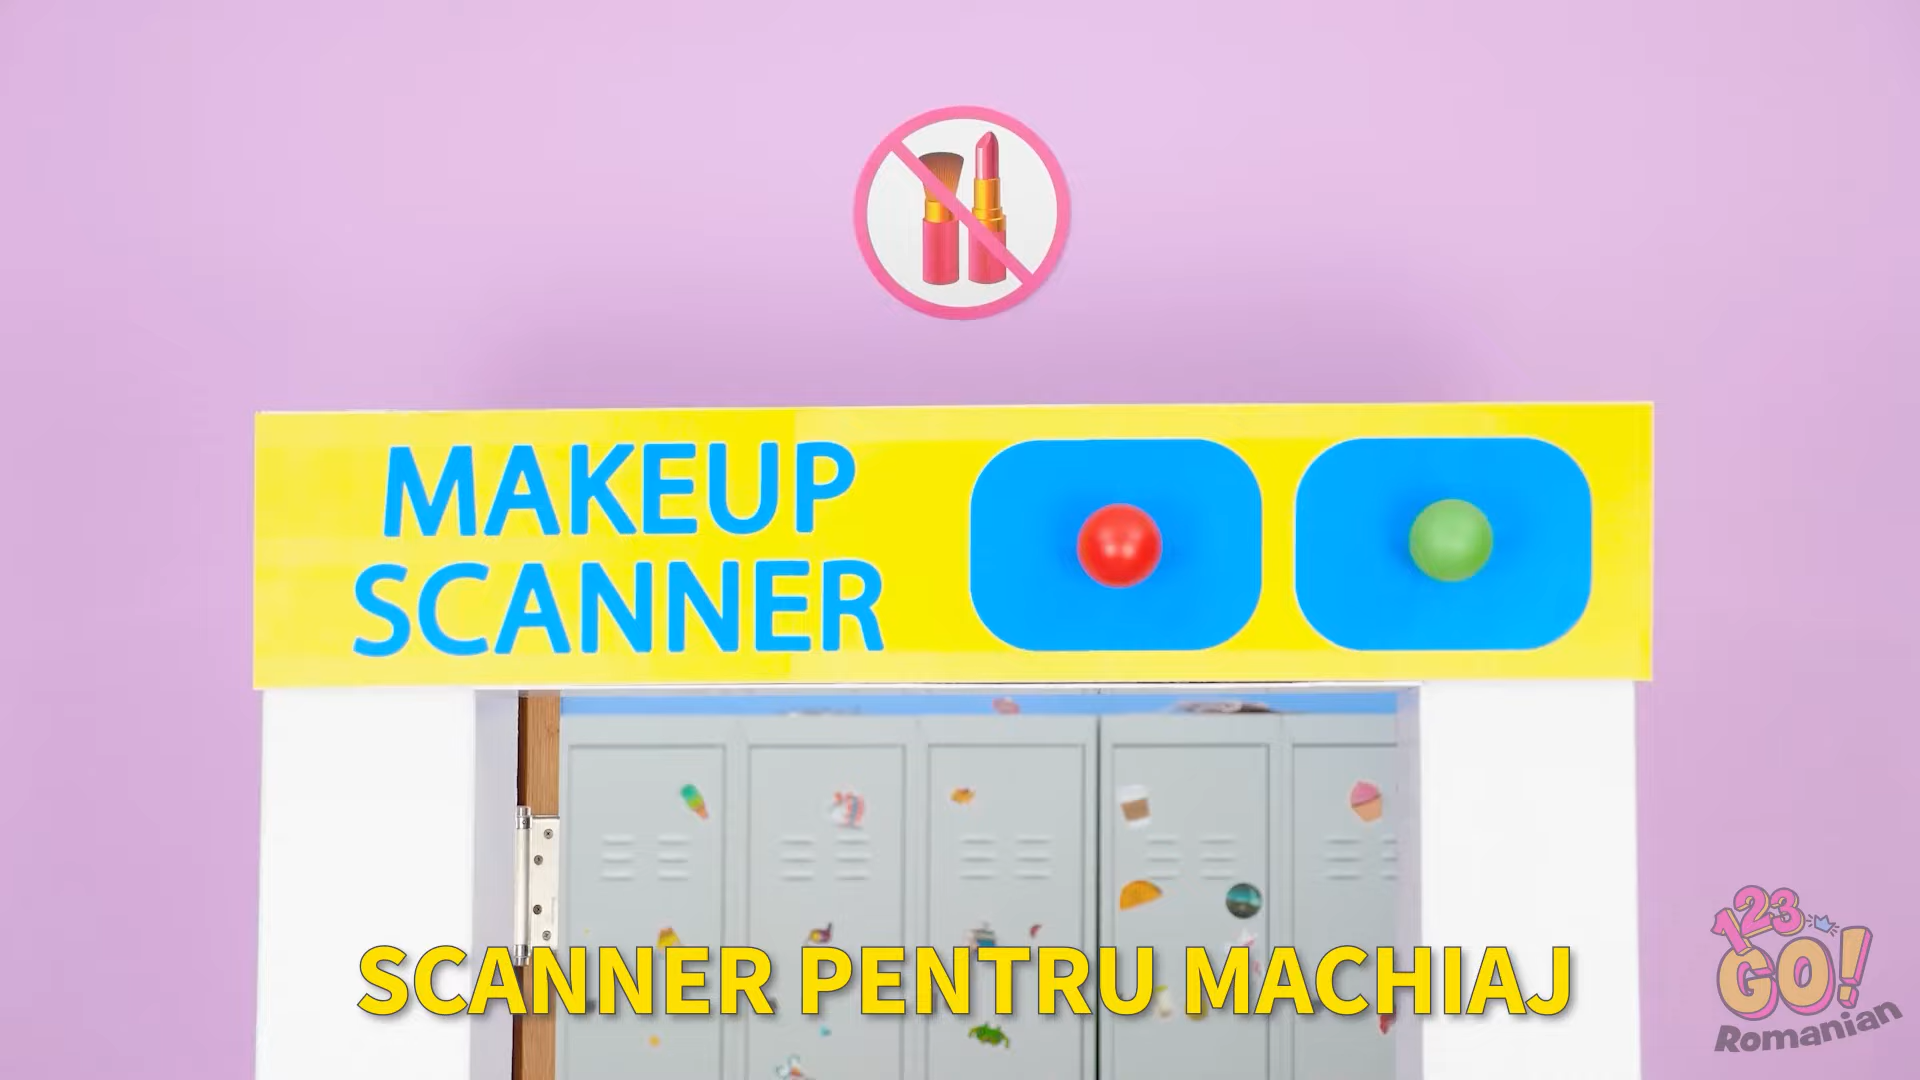 MAKEUP
SCANNER
SCANNER PENTRU MACHIAJ
123
GO!
Romanian